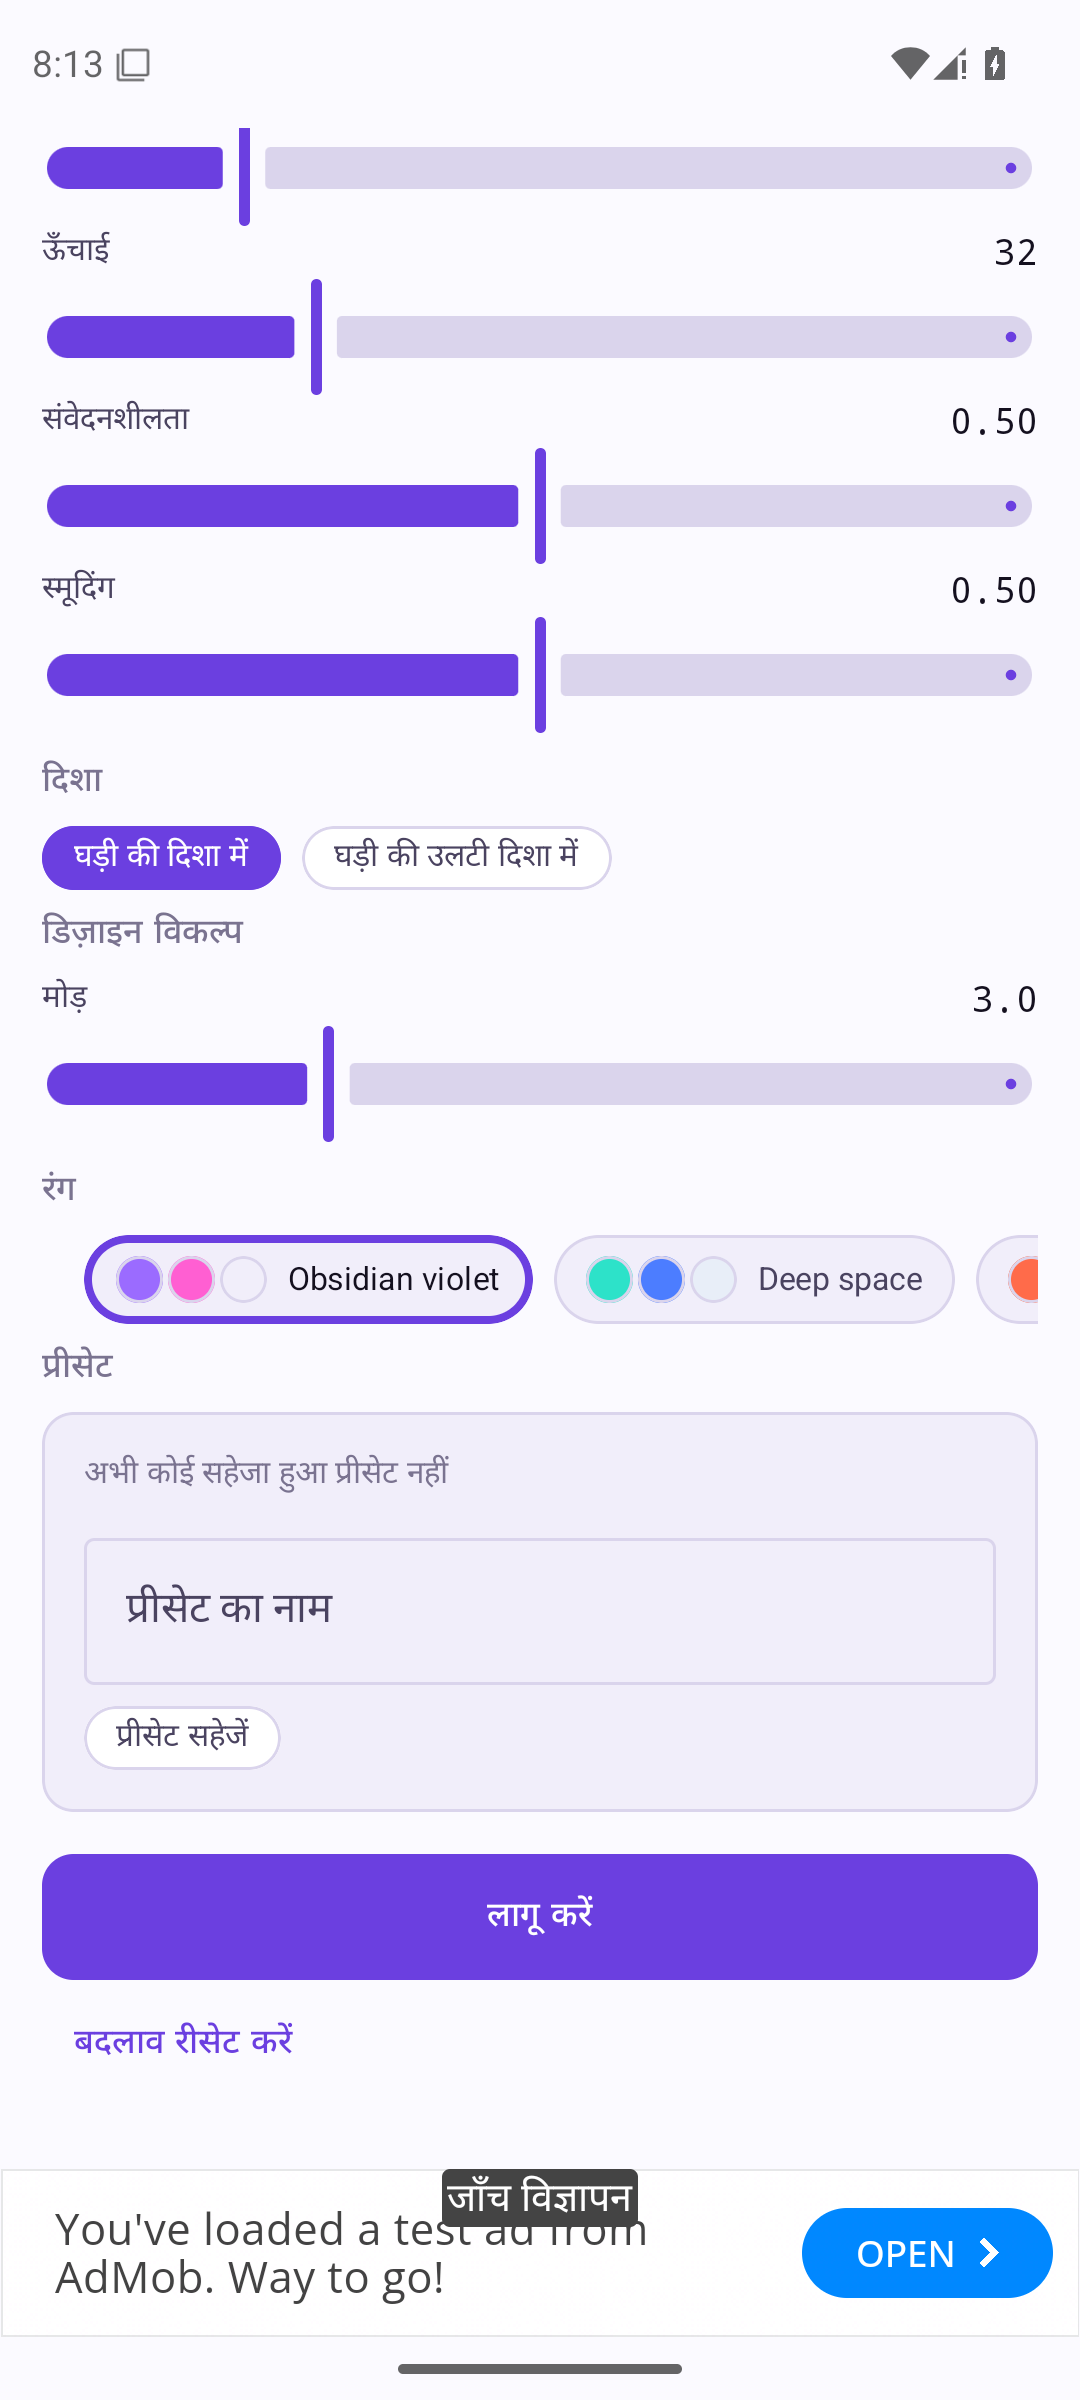 8:13
ऊँचाई 32
संवेदनशीलता 0.50
स्मूदिंग 0.50
दिशा
घड़ी की दिशा में घड़ी की उलटी दिशा में
डिज़ाइन विकल्प
मोड़ 3.0
रंग
Obsidian violet Deep space
प्रीसेट
अभी कोई सहेजा हुआ प्रीसेट नहीं
प्रीसेट का नाम
प्रीसेट सहेजें
लागू करें
बदलाव रीसेट करें
जाँच विज्ञापन
You've loaded a test ad from
AdMob. Way to go!
OPEN